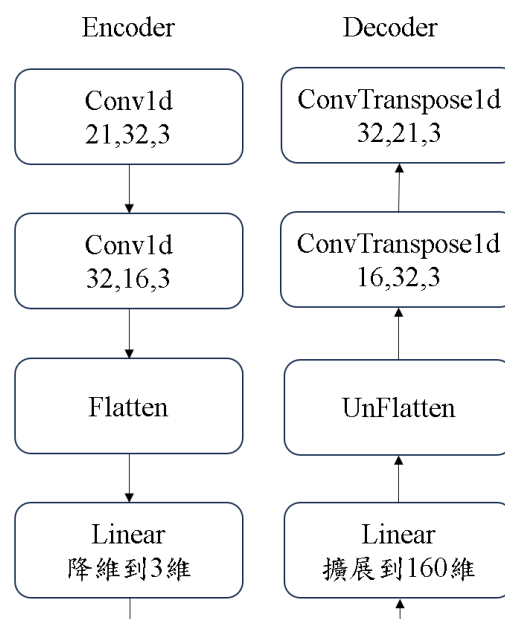 Encoder
Conv1d
21,32,3
Conv1d
32,16,3
Flatten
Linear
降維到3維
Decoder
ConvTranspose1d
32,21,3
ConvTranspose1d
16,32,3
UnFlatten
Linear
擴展到160維